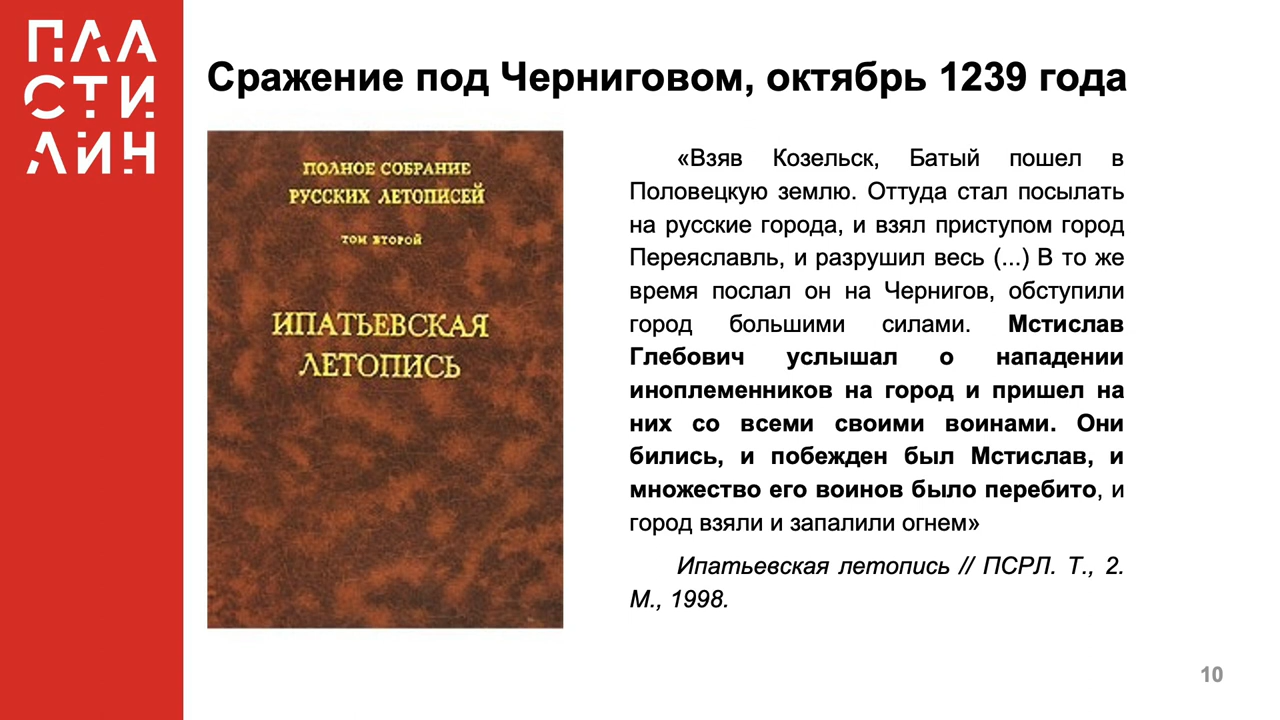 ПЛА
СТИ
ЛИН
Сражение под Черниговом, октябрь 1239 года
ПОЛНОЕ СОБРАНИЕ
РУССКИХ ЛЕТОПИСЕЙ
ТОМ ВТОРОЙ
ИПАТЬЕВСКАЯ
ЛЕТОПИСЬ
«Взяв Козельск, Батый пошел в
Половецкую землю. Оттуда стал посылать
на русские города, и взял приступом город
Переяславль, и разрушил весь (...) В то же
время послал он на Чернигов, обступили
город большими силами. Мстислав
Глебович услышал о нападении
иноплеменников на город и пришел на
них со всеми своими воинами. Они
бились, и побежден был Мстислав, и
множество его воинов было перебито, и
город взяли и запалили огнем»
Ипатьевская летопись // ПСРЛ. Т., 2.
М., 1998.
10